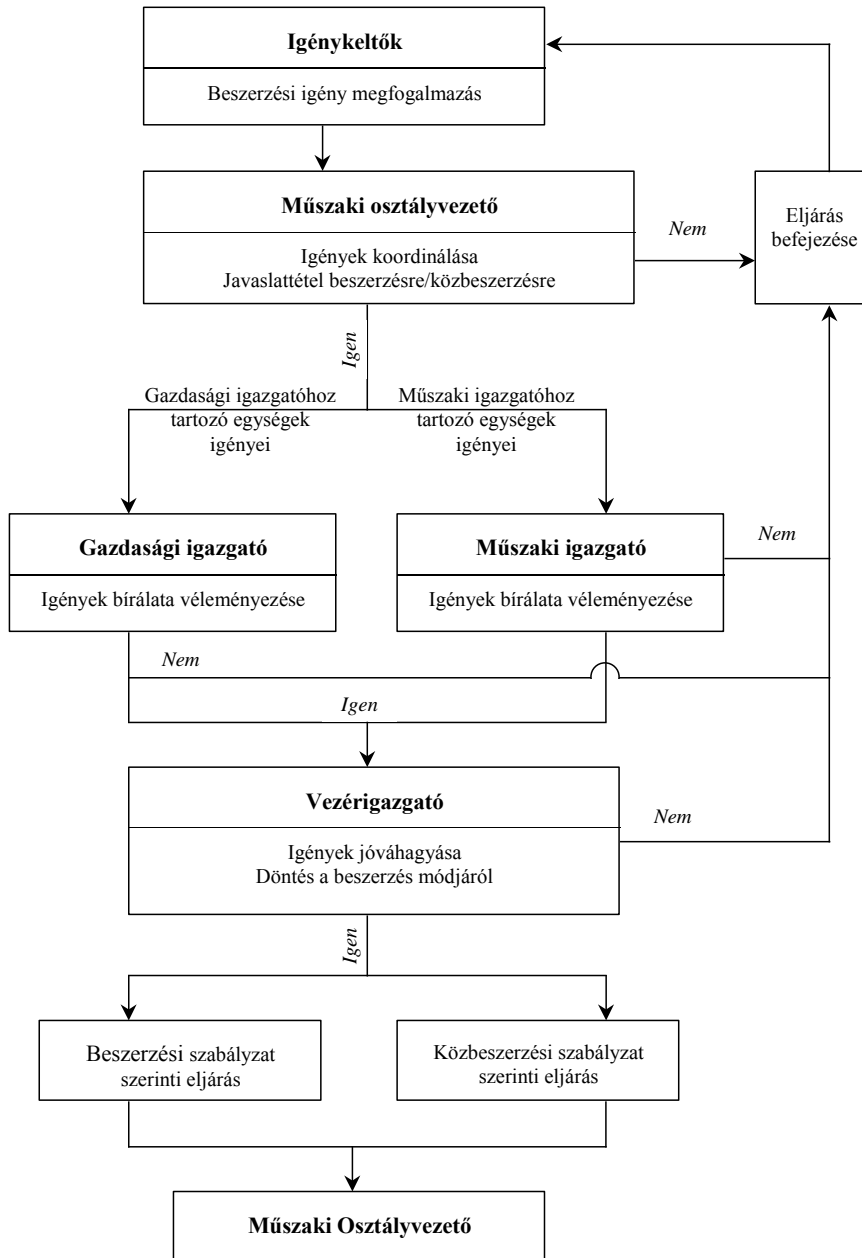 Igénykeltők
Beszerzési igény megfogalmazás
Műszaki osztályvezető
Igények koordinálása
Javaslattétel beszerzésre/közbeszerzésre
Nem
Eljárás
befejezése
Igen
Gazdasági igazgatóhoz
tartozó egységek
igényei
Műszaki igazgatóhoz
tartozó egységek
igényei
Gazdasági igazgató
Igények bírálata véleményezése
Műszaki igazgató
Igények bírálata véleményezése
Nem
Nem
Igen
Vezérigazgató
Igények jóváhagyása
Döntés a beszerzés módjáról
Nem
Igen
Beszerzési szabályzat
szerinti eljárás
Közbeszerzési szabályzat
szerinti eljárás
Műszaki Osztályvezető